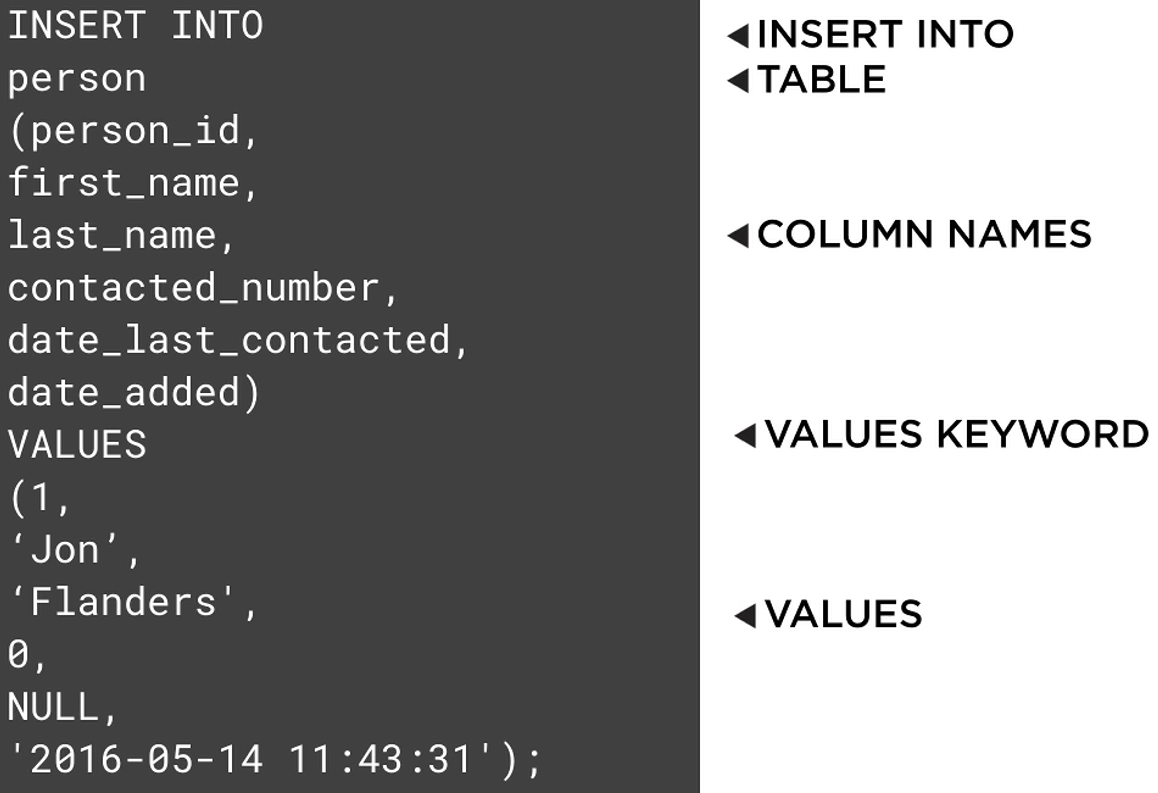 INSERT INTO
person
(person_id,
first_name,
last_name,
contacted_number,
date_last_contacted,
date_added)
VALUES
(1,
‘Jon’,
‘Flanders',
0,
NULL,
'2016-05-14 11:43:31');
INSERT INTO
TABLE
COLUMN NAMES
VALUES KEYWORD
VALUES